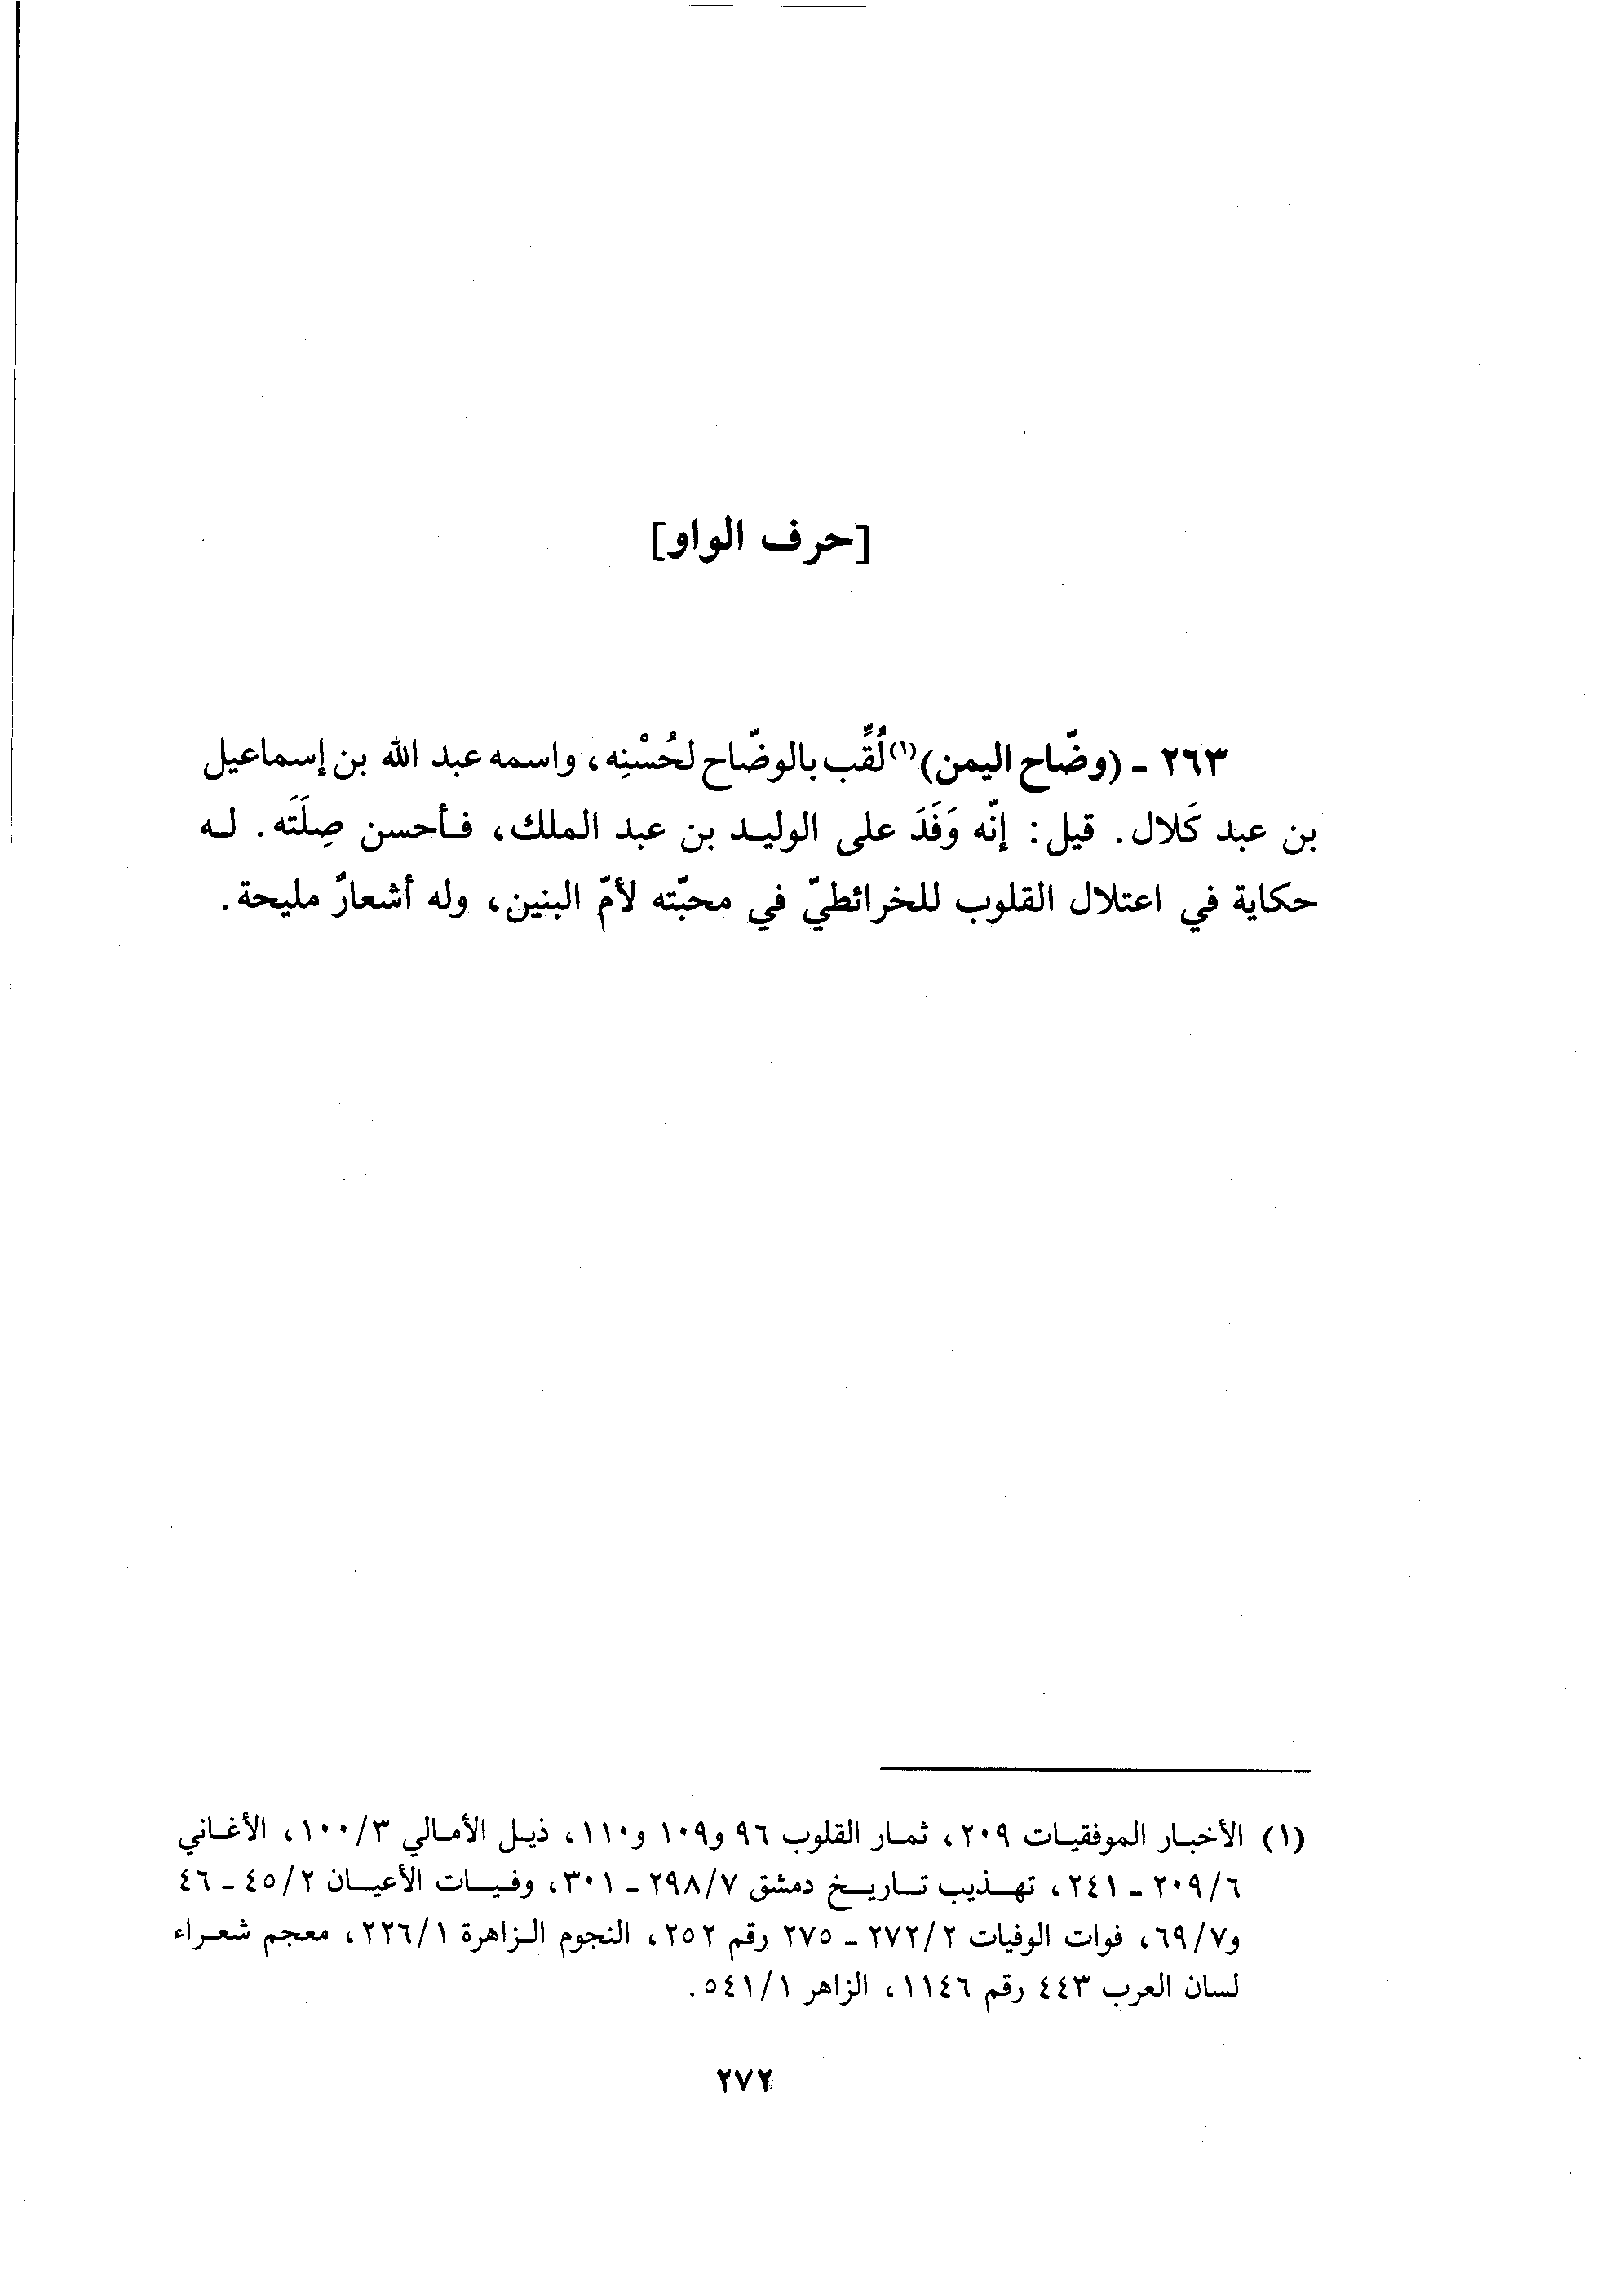 [حرف الواو]
٢٦٣ - (وضّاح اليمن)(١) لُقِّب بالوضّاح لحُسْنِه، واسمه عبد الله بن إسماعيل
بن عبد كَلال. قيل: إنّه وَفَدَ على الوليد بن عبد الملك، فأحسن صِلَتَه. له
حكاية في اعتلال القلوب للخرائطيّ في محبّته لأمّ البنين، وله أشعارٌ مليحة.
(١) الأخبار الموفقيات ٢٠٩، ثمار القلوب ٩٦ و١٠٩ و١١٠، ذيل الأمالي ١٠٠/٣، الأغاني
٢٠٩/٦ - ٢٤١، تهذيب تاريخ دمشق ٢٩٨/٧ - ٣٠١، وفيات الأعيان ٤٥/٢ - ٤٦
و٦٩/٧، فوات الوفيات ٢٧٢/٢ - ٢٧٥ رقم ٢٥٢، النجوم الزاهرة ٢٢٦/١، معجم شعراء
لسان العرب ٤٤٣ رقم ١١٤٦، الزاهر ٥٤١/١.
٢٧٢